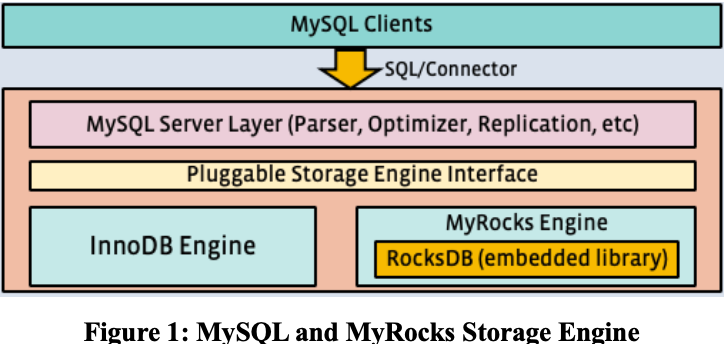 MySQL Clients
SQL/Connector
MySQL Server Layer (Parser, Optimizer, Replication, etc)
Pluggable Storage Engine Interface
InnoDB Engine
MyRocks Engine
RocksDB (embedded library)
Figure 1: MySQL and MyRocks Storage Engine